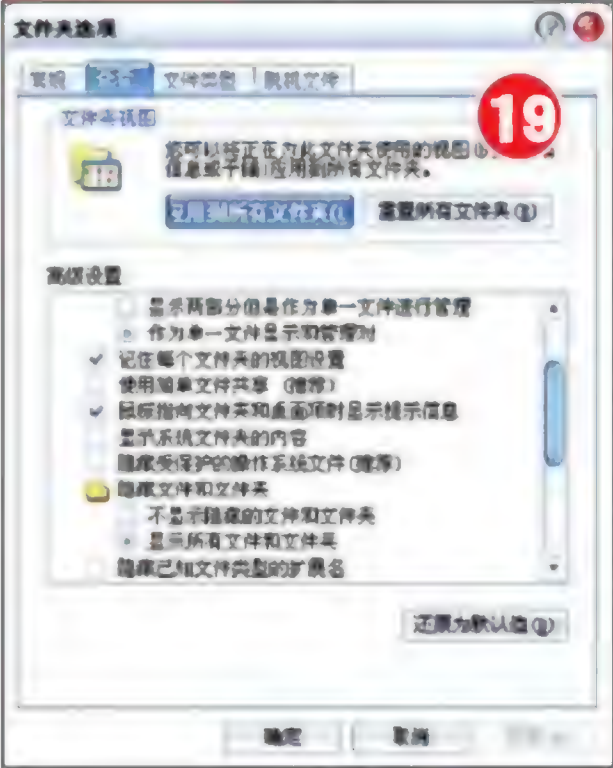 文件夹选项
19
常规 查看 文件类型 脱机文件
文件夹视图
您可以将正在为此文件夹使用的视图
信息或平铺)应用到所有文件夹。
应用到所有文件夹(L 重置所有文件夹(R)
高级设置
显示两部分但是作为单一文件进行管理
作为单一文件显示和管理对
记住每个文件夹的视图设置
使用简单文件共享 (推荐)
鼠标指向文件夹和桌面项时显示提示信息
显示系统文件夹的内容
隐藏受保护的操作系统文件(推荐)
隐藏文件和文件夹
不显示隐藏的文件和文件夹
显示所有文件和文件夹
隐藏已知文件类型的扩展名
还原为默认值(D)
确定 取消